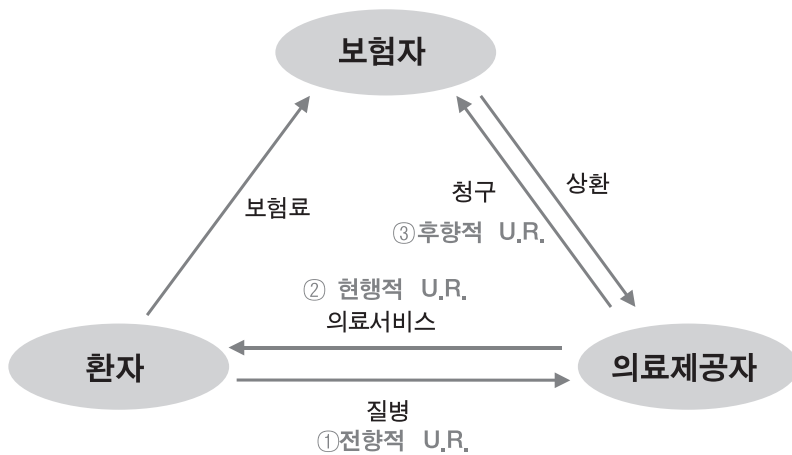 보험자
보험료
청구
상환
③후향적 U.R.
② 현행적 U.R.
의료서비스
환자
의료제공자
질병
①전향적 U.R.